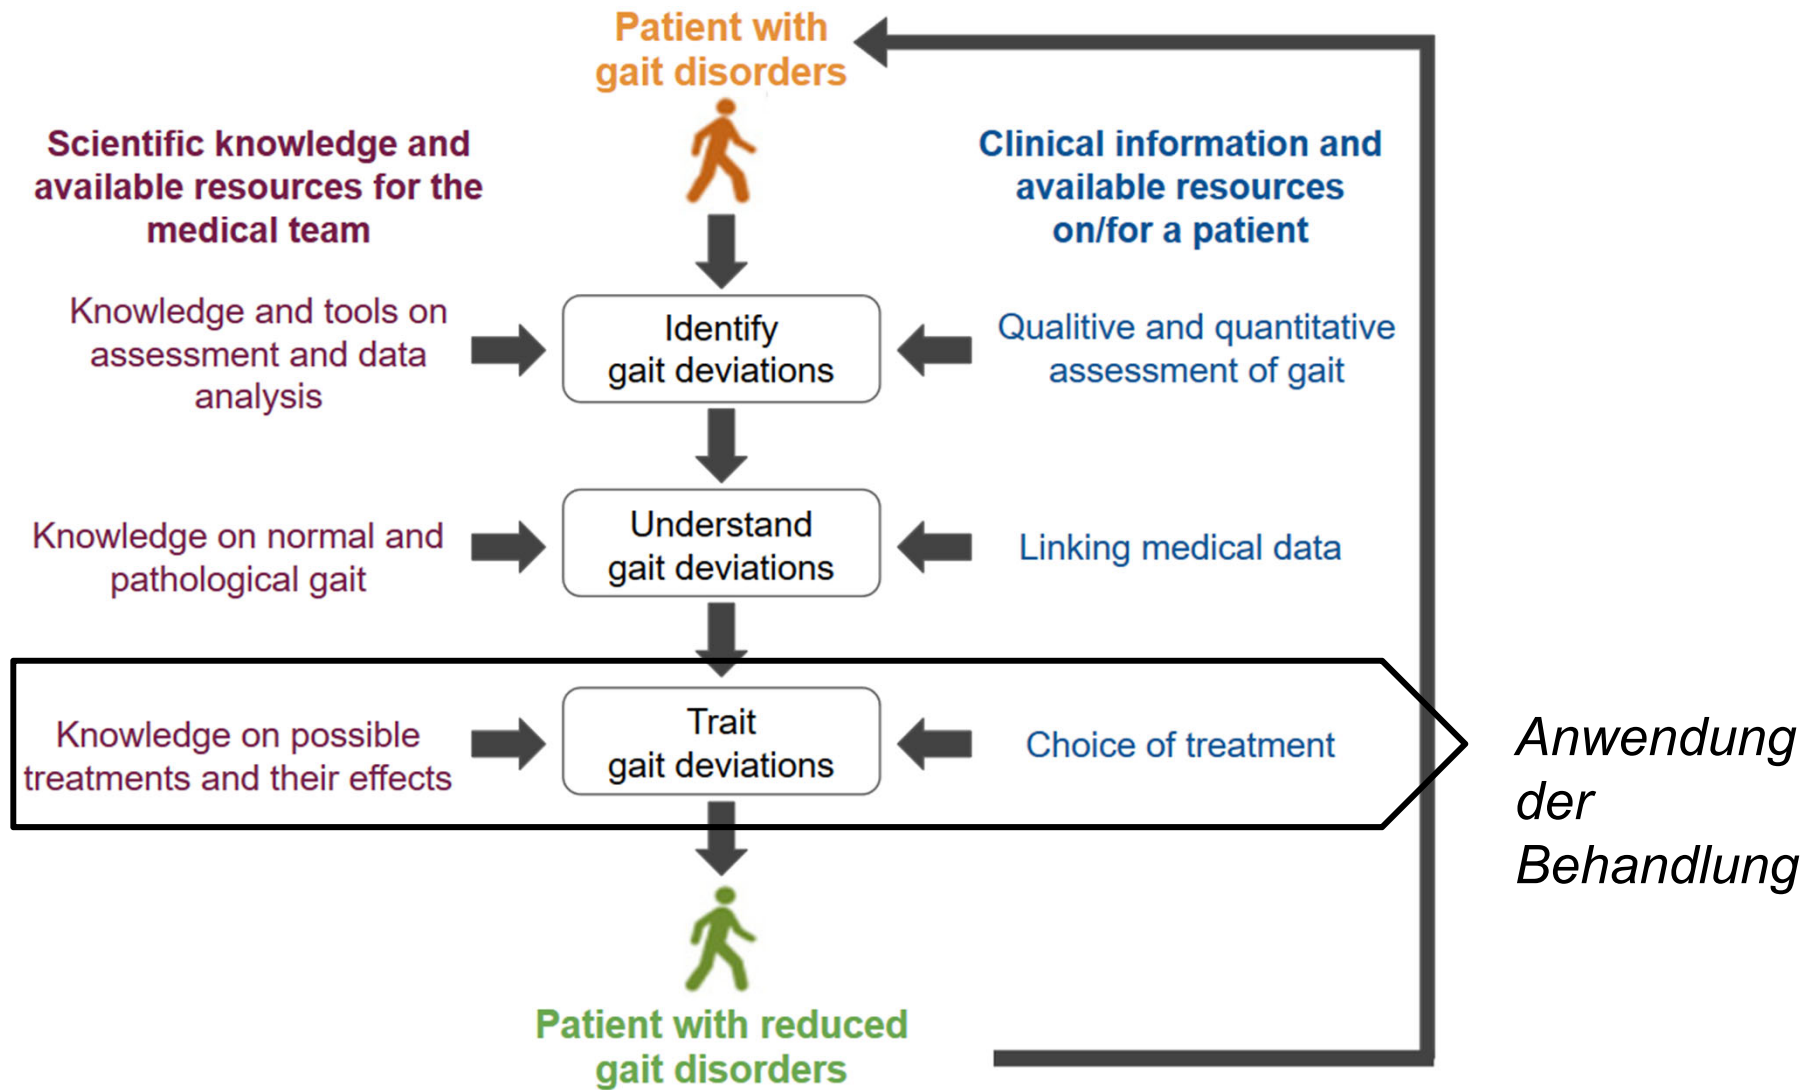 Patient with
gait disorders
Scientific knowledge and
available resources for the
medical team
Clinical information and
available resources
on/for a patient
Knowledge and tools on
assessment and data
analysis
Identify
gait deviations
Qualitive and quantitative
assessment of gait
Knowledge on normal and
pathological gait
Understand
gait deviations
Linking medical data
Knowledge on possible
treatments and their effects
Trait
gait deviations
Choice of treatment
Anwendung
der
Behandlung
Patient with reduced
gait disorders